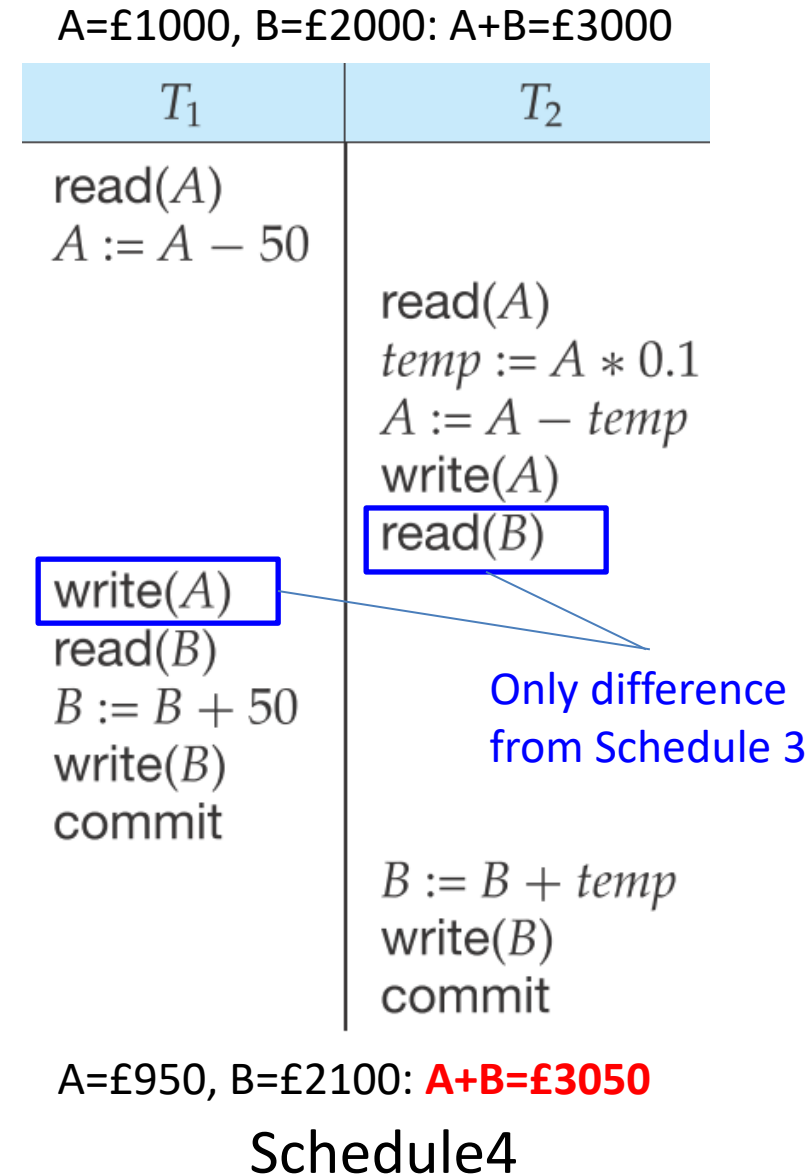 A=£1000, B=£2000: A+B=£3000
T₁ T₂
read(A)
A := A − 50
read(A)
temp := A ∗ 0.1
A := A − temp
write(A)
read(B)
write(A)
read(B)
B := B + 50
write(B)
commit
Only difference
from Schedule 3
B := B + temp
write(B)
commit
A=£950, B=£2100: A+B=£3050
Schedule4